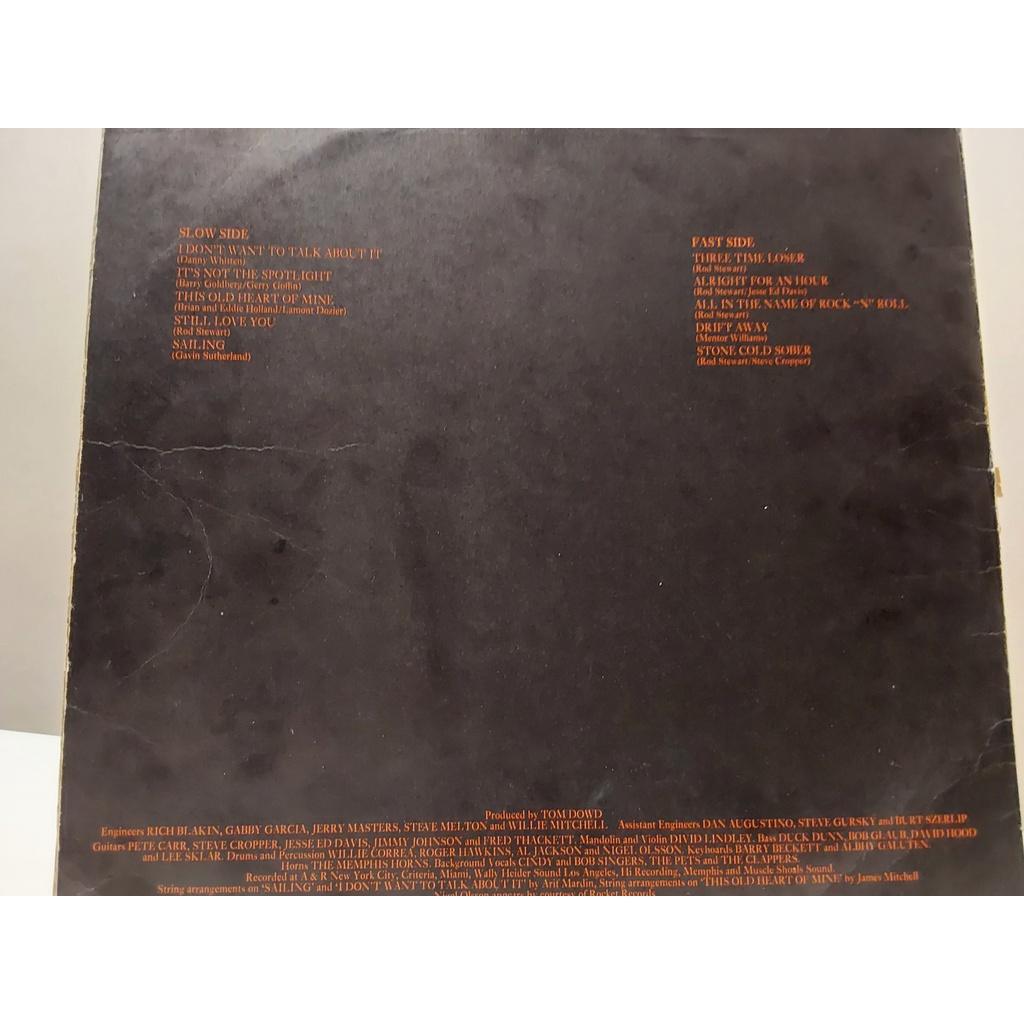 SLOW SIDE
I DON'T WANT TO TALK ABOUT IT
(Danny Whitten)
IT'S NOT THE SPOTLIGHT
(Barry Goldberg/Gerry Goffin)
THIS OLD HEART OF MINE
(Brian and Eddie Holland/Lamont Dozier)
STILL LOVE YOU
(Rod Stewart)
SAILING
(Gavin Sutherland)
FAST SIDE
THREE TIME LOSER
(Rod Stewart)
ALRIGHT FOR AN HOUR
(Rod Stewart/Jesse Ed Davis)
ALL IN THE NAME OF ROCK "N" ROLL
(Rod Stewart)
DRIFT AWAY
(Mentor Williams)
STONE COLD SOBER
(Rod Stewart/Steve Cropper)
Produced by TOM DOWD
Engineers RICH BLAKIN, GABBY GARCIA, JERRY MASTERS, STEVE MELTON and WILLIE MITCHELL Assistant Engineers DAN AUGUSTINO, STEVE GURSKY and BURT SZERLIP
Guitars PETE CARR, STEVE CROPPER, JESSE ED DAVIS, JIMMY JOHNSON and FRED THACKETT. Mandolin and Violin DAVID LINDLEY. Bass DUCK DUNN, BOB GLAUB, DAVID HOOD
and LEE SKLAR. Drums and Percussion WILLIE CORREA, ROGER HAWKINS, AL JACKSON and NIGEL OLSSON. Keyboards BARRY BECKETT and ALBHY GALUTEN.
Horns THE MEMPHIS HORNS. Background Vocals CINDY and BOB SINGERS, THE PETS and THE CLAPPERS.
Recorded at A & R New York City, Criteria, Miami, Wally Heider Sound Los Angeles, Hi Recording, Memphis and Muscle Shoals Sound.
String arrangements on 'SAILING' and 'I DON'T WANT TO TALK ABOUT IT' by Arif Mardin, String arrangements on 'THIS OLD HEART OF MINE' by James Mitchell
Nigel Olsson appears by courtesy of Rocket Records